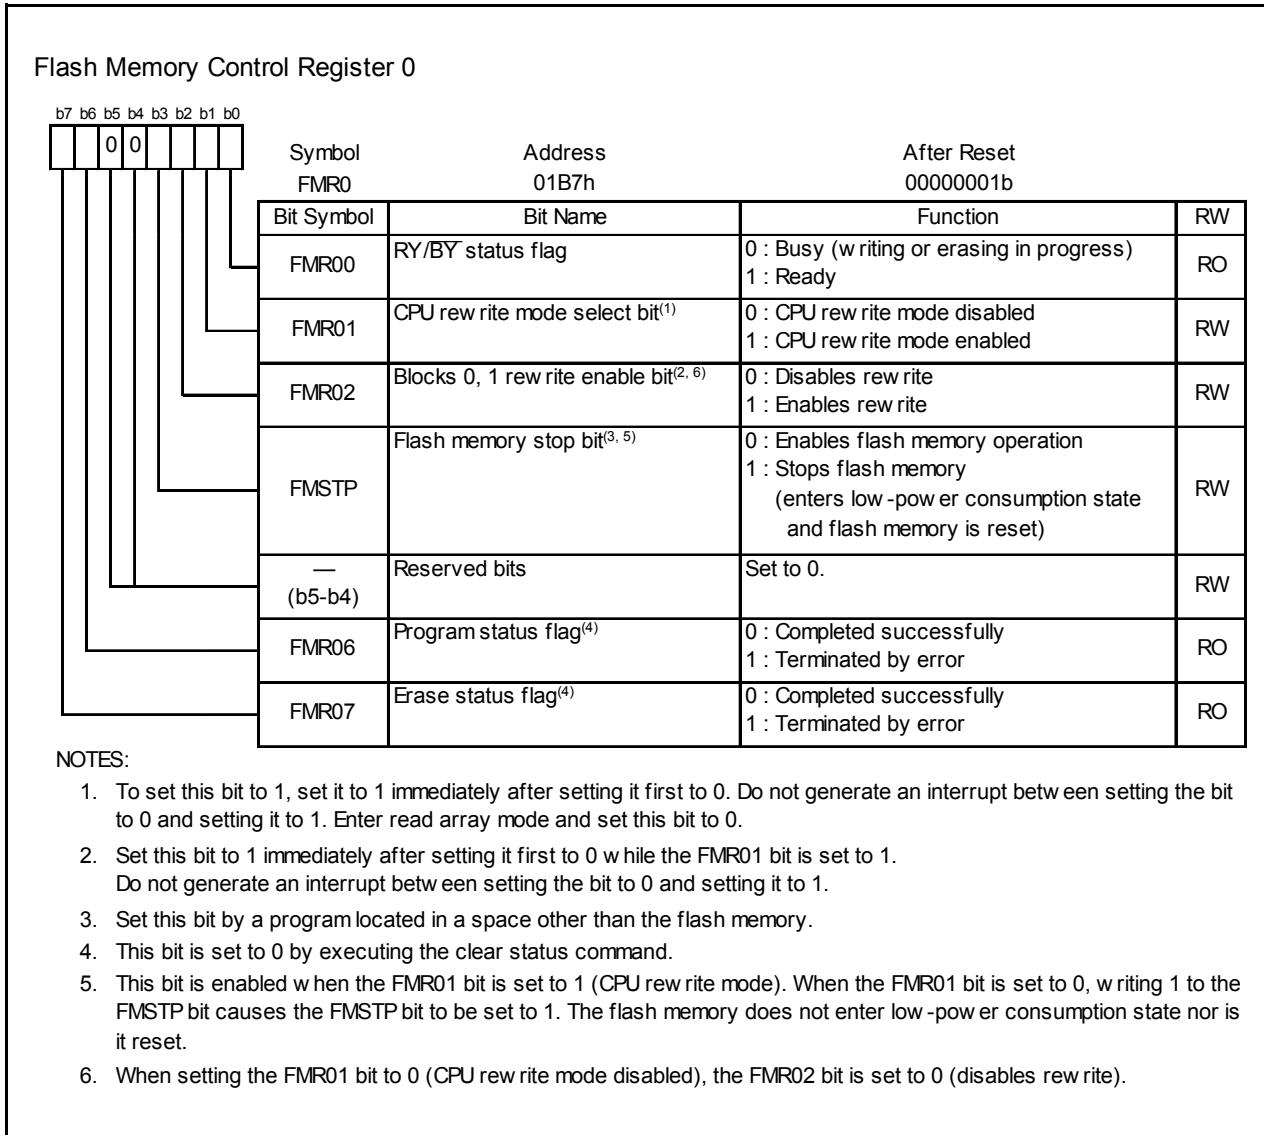 Flash Memory Control Register 0
b7 b6 b5 b4 b3 b2 b1 b0
0 0
Symbol Address After Reset
FMR0 01B7h 00000001b
Bit Symbol Bit Name Function RW
FMR00 RY/BY status flag 0 : Busy (writing or erasing in progress) RO
1 : Ready
FMR01 CPU rewrite mode select bit(1) 0 : CPU rewrite mode disabled RW
1 : CPU rewrite mode enabled
FMR02 Blocks 0, 1 rewrite enable bit(2, 6) 0 : Disables rewrite RW
1 : Enables rewrite
FMSTP Flash memory stop bit(3, 5) 0 : Enables flash memory operation RW
1 : Stops flash memory
(enters low-power consumption state
and flash memory is reset)
— Reserved bits Set to 0. RW
(b5-b4)
FMR06 Program status flag(4) 0 : Completed successfully RO
1 : Terminated by error
FMR07 Erase status flag(4) 0 : Completed successfully RO
1 : Terminated by error
NOTES:
1. To set this bit to 1, set it to 1 immediately after setting it first to 0. Do not generate an interrupt between setting the bit
to 0 and setting it to 1. Enter read array mode and set this bit to 0.
2. Set this bit to 1 immediately after setting it first to 0 while the FMR01 bit is set to 1.
Do not generate an interrupt between setting the bit to 0 and setting it to 1.
3. Set this bit by a program located in a space other than the flash memory.
4. This bit is set to 0 by executing the clear status command.
5. This bit is enabled when the FMR01 bit is set to 1 (CPU rewrite mode). When the FMR01 bit is set to 0, writing 1 to the
FMSTP bit causes the FMSTP bit to be set to 1. The flash memory does not enter low-power consumption state nor is
it reset.
6. When setting the FMR01 bit to 0 (CPU rewrite mode disabled), the FMR02 bit is set to 0 (disables rewrite).